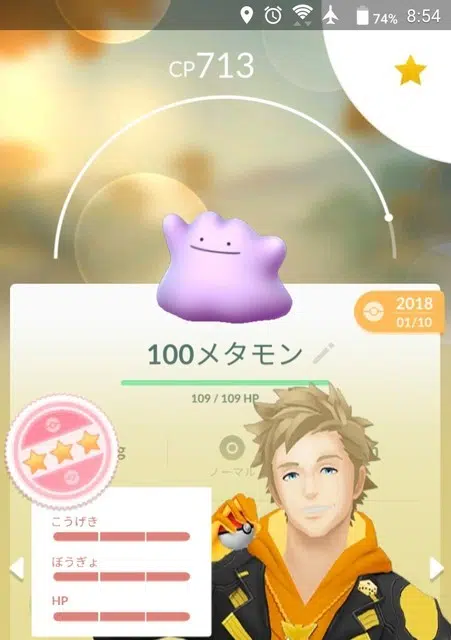 74% 8:54
CP713
2018
01/10
100メタモン
109 / 109 HP
g
ノーマル
こうげき
ぼうぎょ
HP